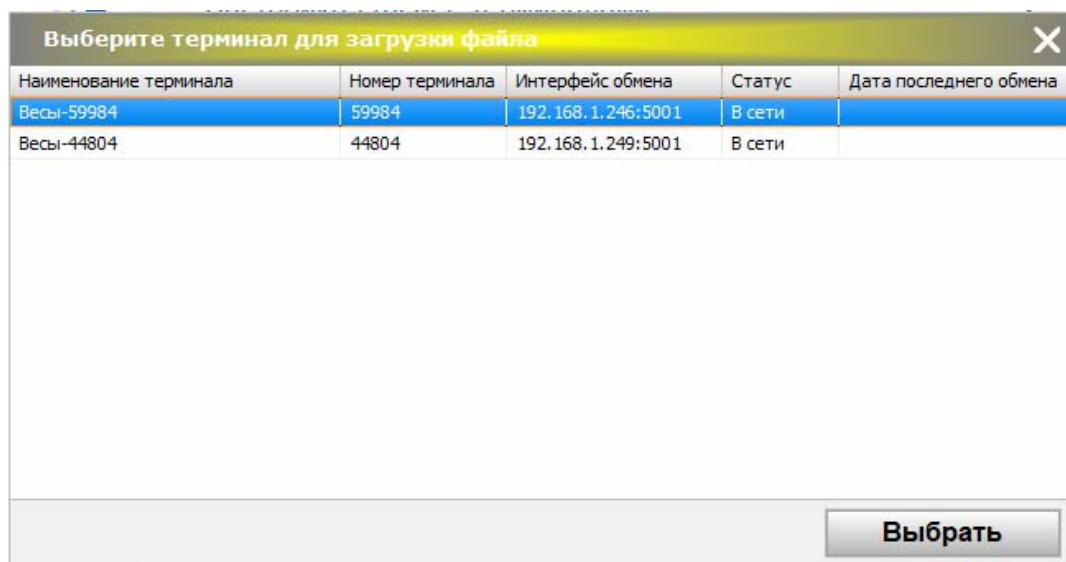 Выберите терминал для загрузки файла
Наименование терминала Номер терминала Интерфейс обмена Статус Дата последнего обмена
Весы-59984 59984 192.168.1.246:5001 В сети
Весы-44804 44804 192.168.1.249:5001 В сети
Выбрать